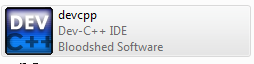 DEV
C++
devcpp
Dev-C++ IDE
Bloodshed Software